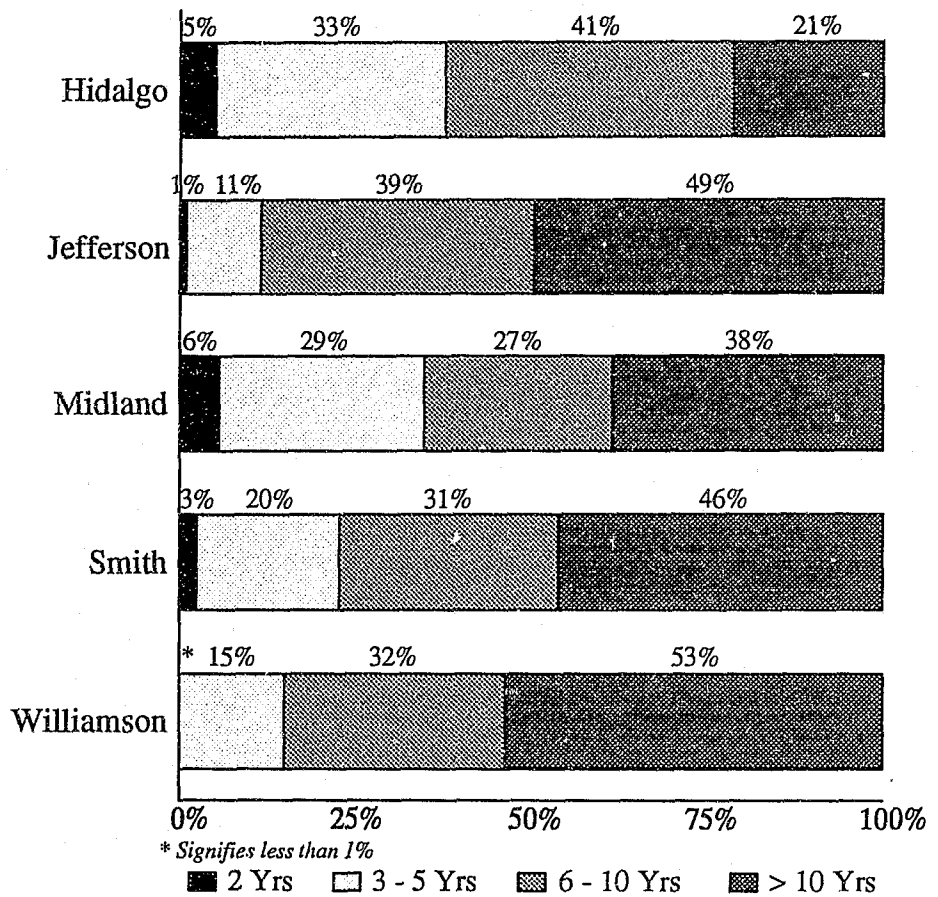 5% 33% 41% 21%
Hidalgo
1% 11% 39% 49%
Jefferson
6% 29% 27% 38%
Midland
3% 20% 31% 46%
Smith
* 15% 32% 53%
Williamson
0% 25% 50% 75% 100%
* Signifies less than 1%
2 Yrs 3 - 5 Yrs 6 - 10 Yrs > 10 Yrs